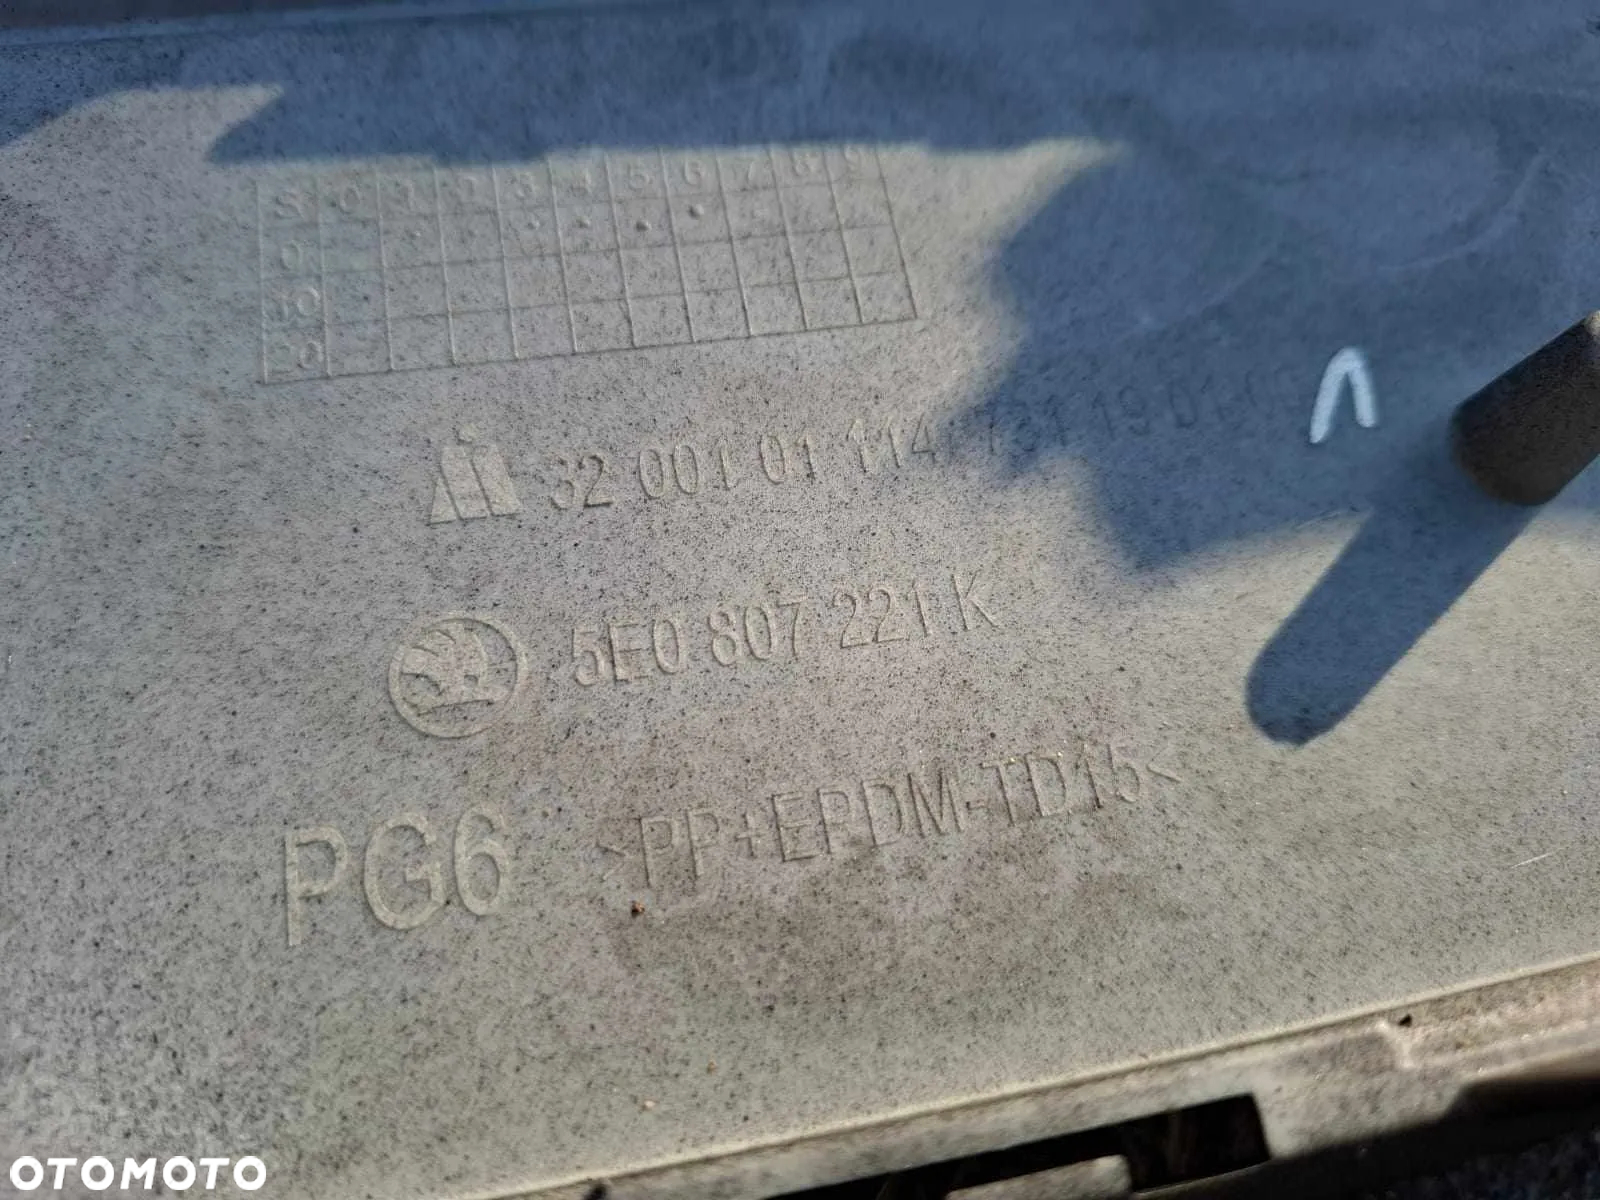 S 0 1 2 3 4 5 6 7 8 9
0
10
20
32 001 01 114
5E0 807 221 K
PG6 >PP+EPDM-TD15<
OTOMOTO